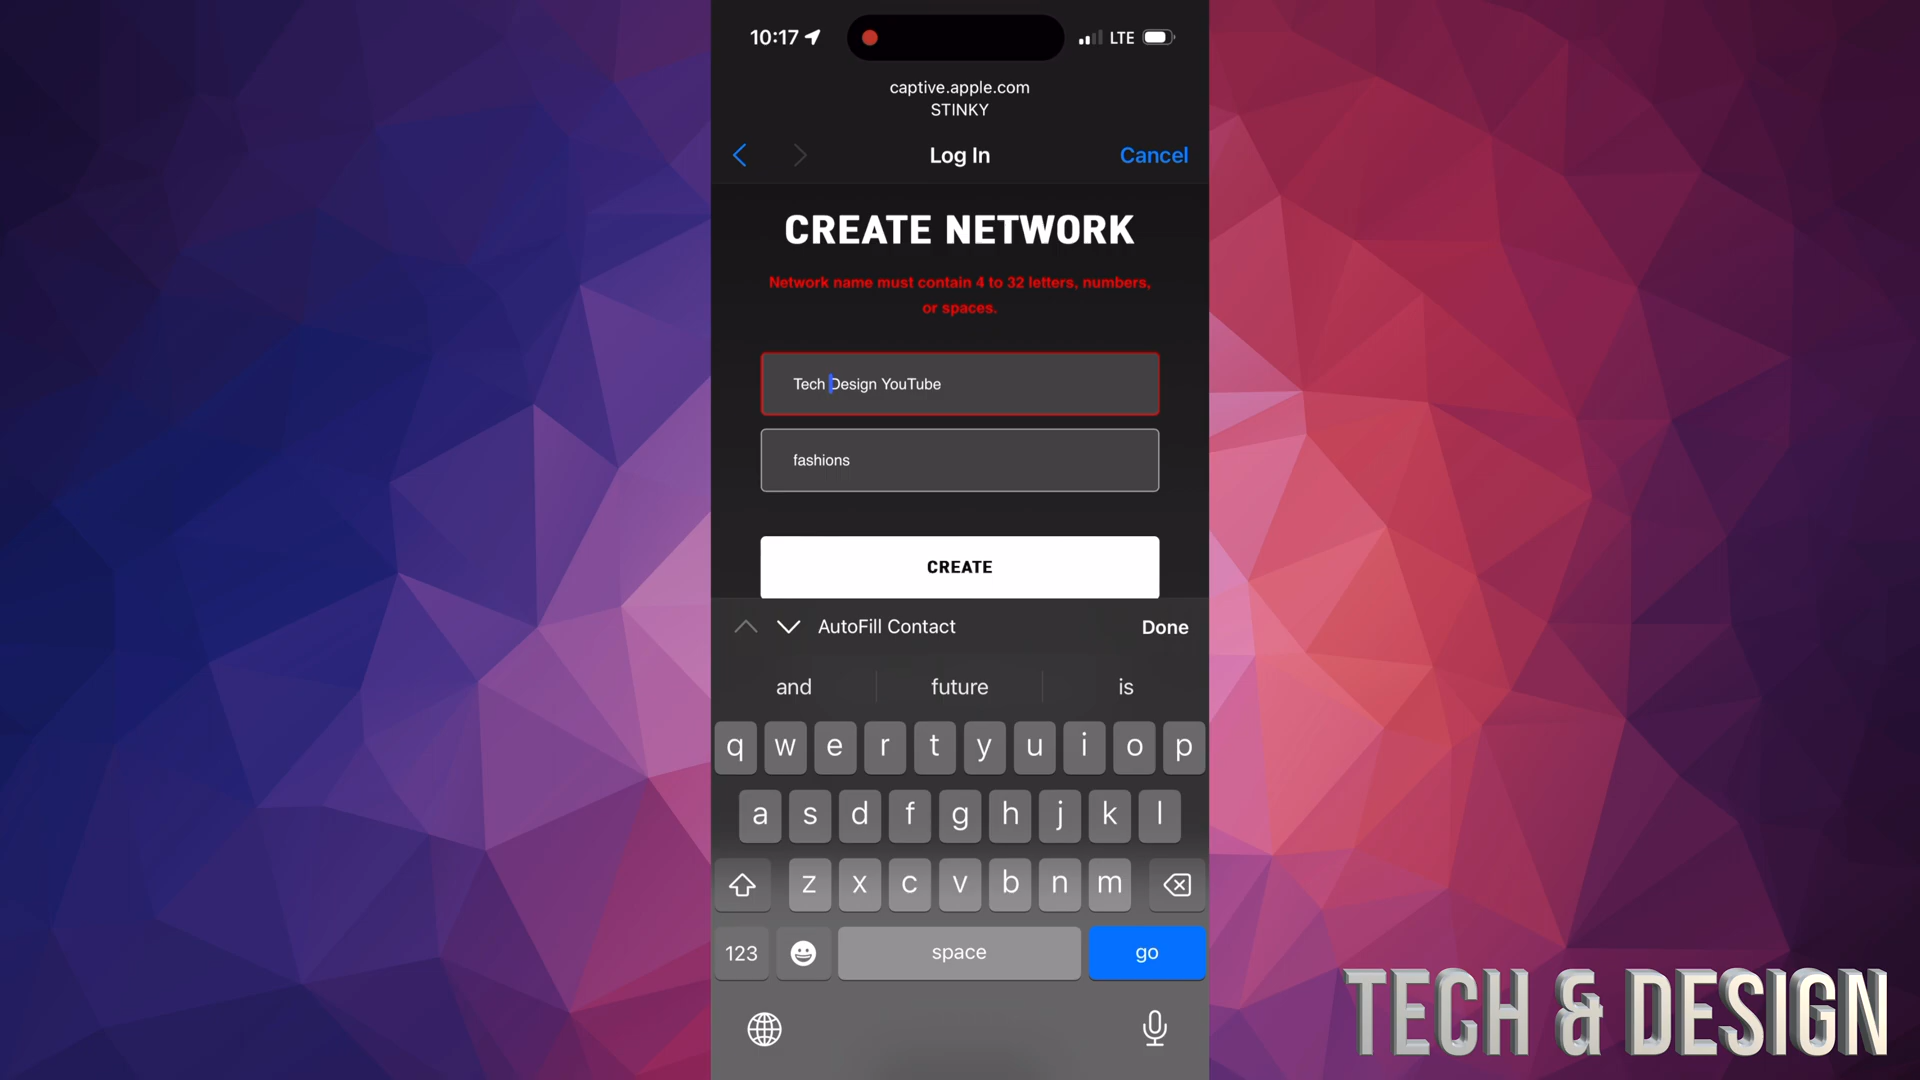 10:17
LTE
captive.apple.com
STINKY
Log In
Cancel
CREATE NETWORK
Network name must contain 4 to 32 letters, numbers,
or spaces.
Tech Design YouTube
fashions
CREATE
AutoFill Contact
Done
and future is
q w e r t y u i o p
a s d f g h j k l
z x c v b n m
123 space go
TECH & DESIGN